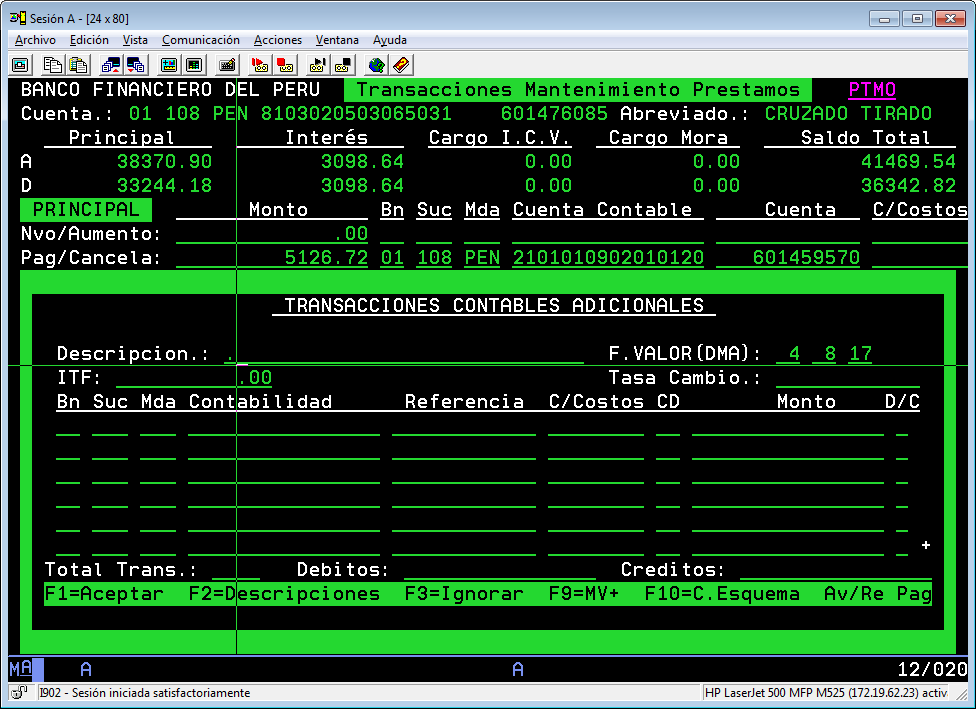 Sesión A - [24 x 80]
Archivo Edición Vista Comunicación Acciones Ventana Ayuda
BANCO FINANCIERO DEL PERU Transacciones Mantenimiento Prestamos PTMO
Cuenta.: 01 108 PEN 8103020503065031 601476085 Abreviado.: CRUZADO TIRADO
Principal Interés Cargo I.C.V. Cargo Mora Saldo Total
A 38370.90 3098.64 0.00 0.00 41469.54
D 33244.18 3098.64 0.00 0.00 36342.82
PRINCIPAL Monto Bn Suc Mda Cuenta Contable Cuenta C/Costos
Nvo/Aumento: .00
Pag/Cancela: 5126.72 01 108 PEN 2101010902010120 601459570
TRANSACCIONES CONTABLES ADICIONALES
Descripcion.: . F.VALOR(DMA): 4 8 17
ITF: .00 Tasa Cambio.:
Bn Suc Mda Contabilidad Referencia C/Costos CD Monto D/C
+
Total Trans.: Debitos: Creditos:
F1=Aceptar F2=Descripciones F3=Ignorar F9=MV+ F10=C.Esquema Av/Re Pag
MA A A 12/020
I902 - Sesión iniciada satisfactoriamente HP LaserJet 500 MFP M525 (172.19.62.23) activ